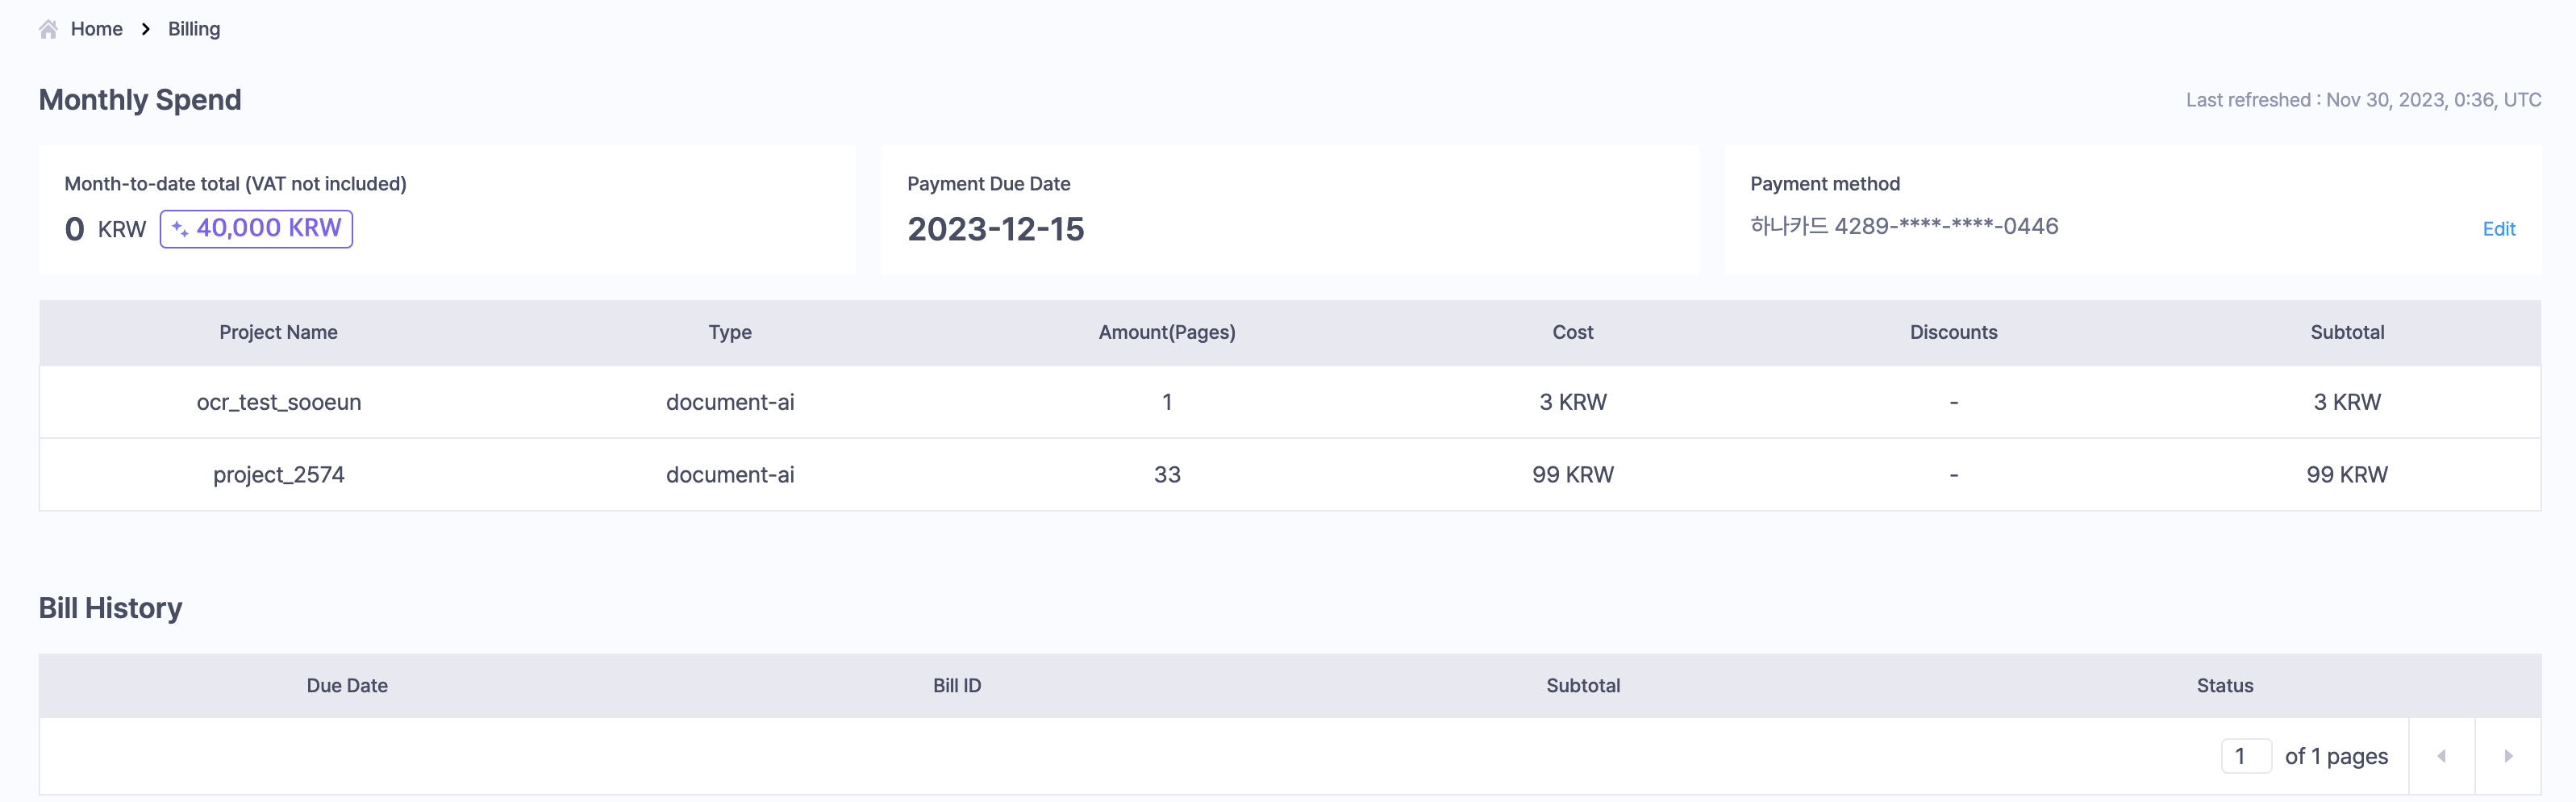 Home > Billing
Monthly Spend
Last refreshed : Nov 30, 2023, 0:36, UTC
Month-to-date total (VAT not included)
0 KRW 40,000 KRW
Payment Due Date
2023-12-15
Payment method
하나카드 4289-****-****-0446
Edit
Project Name Type Amount(Pages) Cost Discounts Subtotal
ocr_test_sooeun document-ai 1 3 KRW - 3 KRW
project_2574 document-ai 33 99 KRW - 99 KRW
Bill History
Due Date Bill ID Subtotal Status
1 of 1 pages